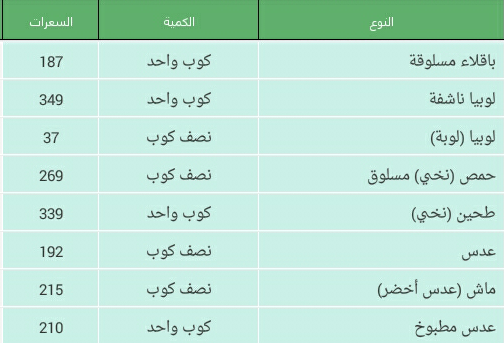 النوع الكمية السعرات
باقلاء مسلوقة كوب واحد 187
لوبيا ناشفة كوب واحد 349
لوبيا (لوبة) نصف كوب 37
حمص (نخي) مسلوق نصف كوب 269
طحين (نخي) كوب واحد 339
عدس نصف كوب 192
ماش (عدس أخضر) نصف كوب 215
عدس مطبوخ كوب واحد 210